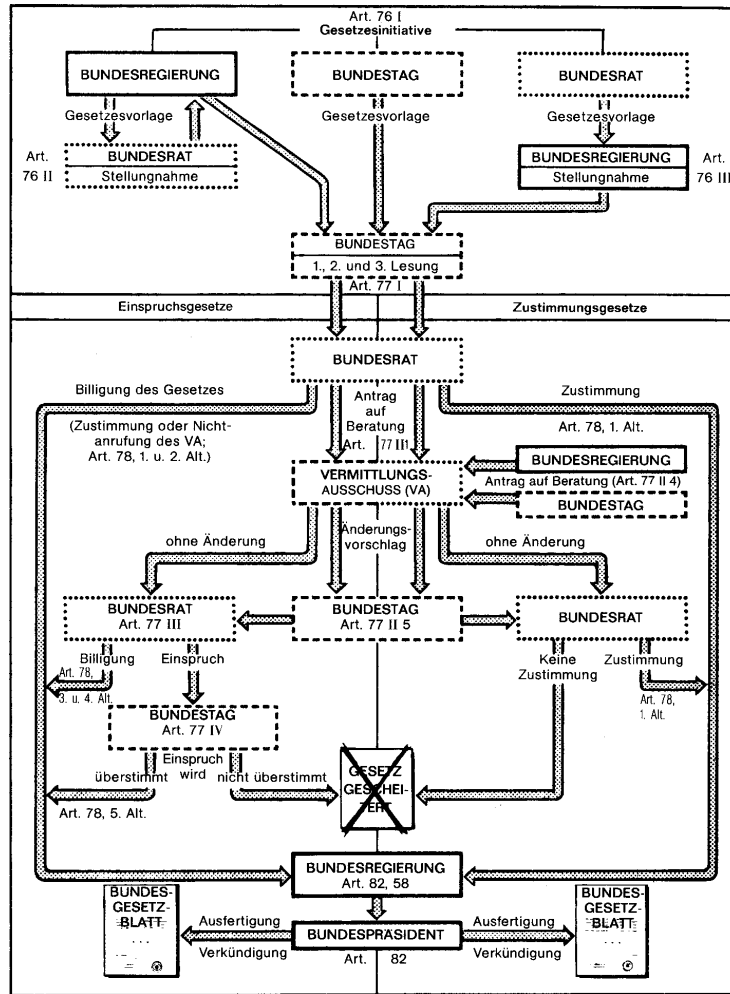 Art. 76 I
Gesetzesinitiative
BUNDESREGIERUNG
BUNDESTAG
BUNDESRAT
Gesetzesvorlage
Gesetzesvorlage
Gesetzesvorlage
Art.
76 II
BUNDESRAT
Stellungnahme
BUNDESREGIERUNG
Stellungnahme
Art.
76 III
BUNDESTAG
1., 2. und 3. Lesung
Art. 77 I
Einspruchsgesetze
Zustimmungsgesetze
BUNDESRAT
Billigung des Gesetzes
(Zustimmung oder Nicht-
anrufung des VA;
Art. 78, 1. u. 2. Alt.)
Antrag
auf
Beratung
Art. 77 II 1
Zustimmung
Art. 78, 1. Alt.
VERMITTLUNGS-
AUSSCHUSS (VA)
BUNDESREGIERUNG
Antrag auf Beratung (Art. 77 II 4)
BUNDESTAG
ohne Änderung
Änderungs-
vorschlag
ohne Änderung
BUNDESRAT
Art. 77 III
BUNDESTAG
Art. 77 II 5
BUNDESRAT
Billigung
Art. 78,
3. u. 4. Alt.
Einspruch
Keine
Zustimmung
Zustimmung
Art. 78,
1. Alt.
BUNDESTAG
Art. 77 IV
Einspruch
wird
überstimmt
nicht überstimmt
Art. 78, 5. Alt.
GESETZ
GESCHEI-
TERT
BUNDESREGIERUNG
Art. 82, 58
BUNDES-
GESETZ-
BLATT
...
Ausfertigung
Verkündigung
BUNDESPRÄSIDENT
Art. 82
Ausfertigung
Verkündigung
BUNDES-
GESETZ-
BLATT
...